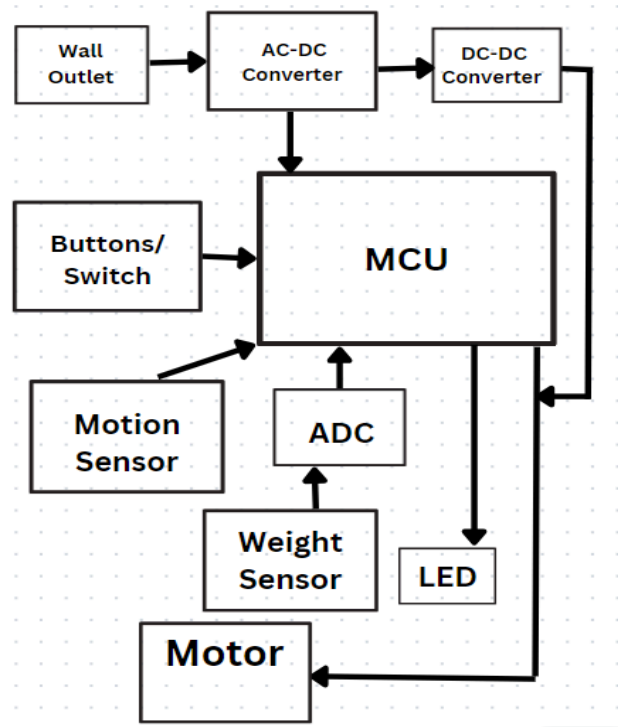 Wall
Outlet
AC-DC
Converter
DC-DC
Converter
Buttons/
Switch
MCU
Motion
Sensor
ADC
Weight
Sensor
LED
Motor